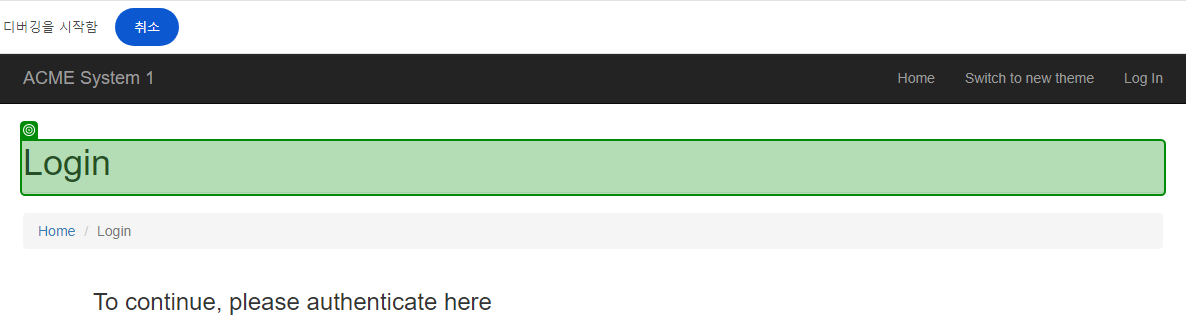 디버깅을 시작함 취소
ACME System 1 Home Switch to new theme Log In
Login
Home / Login
To continue, please authenticate here